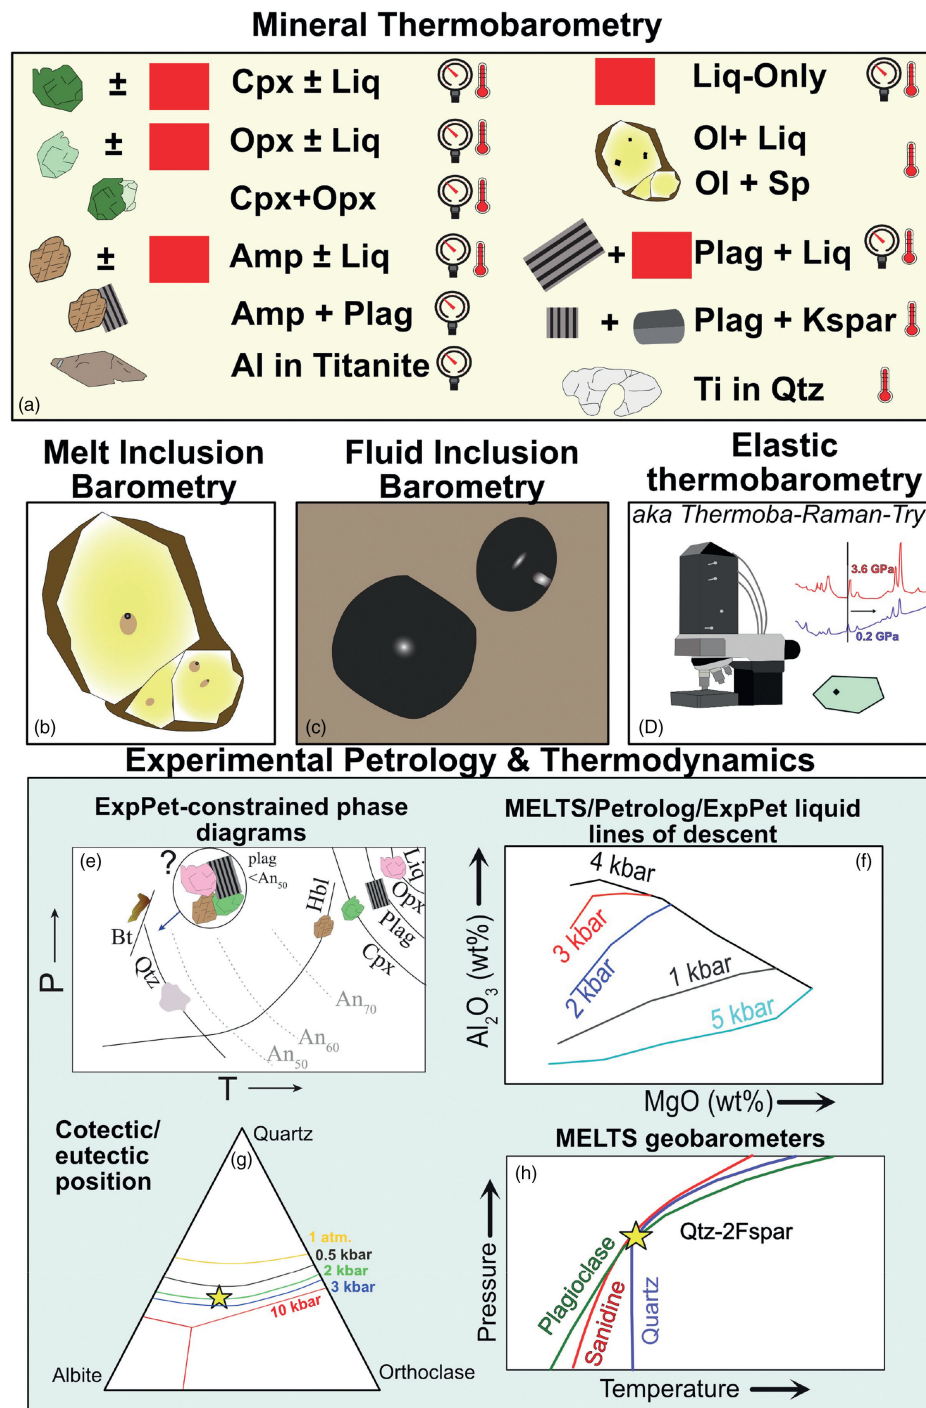 Mineral Thermobarometry
± Cpx ± Liq
± Opx ± Liq
Cpx+Opx
± Amp ± Liq
Amp + Plag
Al in Titanite
(a)
Liq-Only
Ol+ Liq
Ol + Sp
+ Plag + Liq
+ Plag + Kspar
Ti in Qtz
Melt Inclusion
Barometry
(b)
Fluid Inclusion
Barometry
(c)
Elastic
thermobarometry
aka Thermoba-Raman-Try
3.6 GPa
0.2 GPa
(D)
Experimental Petrology & Thermodynamics
ExpPet-constrained phase
diagrams
(e)
?
plag
<An50
Liq
Opx
Plag
Cpx
Hbl
Bt
Qtz
An70
An60
An50
P
T
MELTS/Petrolog/ExpPet liquid
lines of descent
(f)
4 kbar
3 kbar
2 kbar
1 kbar
5 kbar
Al2O3 (wt%)
MgO (wt%)
Cotectic/
eutectic
position
Quartz
(g)
1 atm.
0.5 kbar
2 kbar
3 kbar
10 kbar
Albite
Orthoclase
MELTS geobarometers
(h)
Qtz-2Fspar
Plagioclase
Sanidine
Quartz
Pressure
Temperature